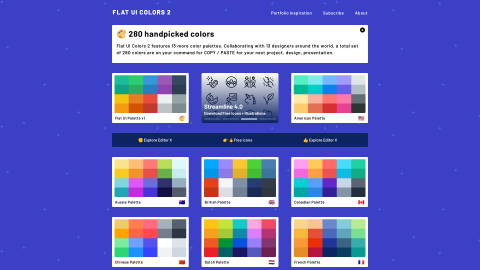 FLAT UI COLORS 2
Portfolio Inspiration Subscribe About
280 handpicked colors
Flat UI Colors 2 features 13 more color palettes. Collaborating with 13 designers around the world, a total set
of 280 colors are on your command for COPY / PASTE for your next project, design, presentation.
Flat UI Palette v1
Streamline 4.0
Download Free Icons + Illustrations
American Palette
Explore Editor X
Free Icons
Explore Editor X
Aussie Palette
British Palette
Canadian Palette
Chinese Palette
Dutch Palette
French Palette